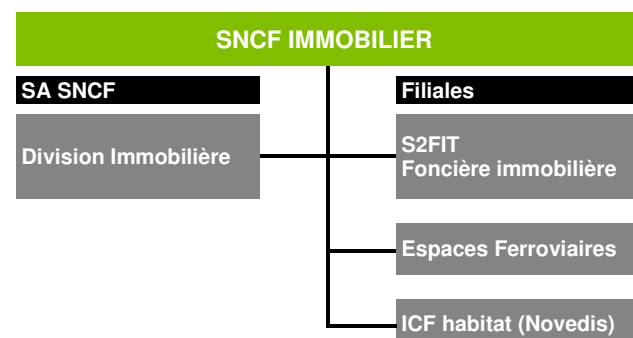 SNCF IMMOBILIER
SA SNCF
Division Immobilière
Filiales
S2FIT
Foncière immobilière
Espaces Ferroviaires
ICF habitat (Novedis)